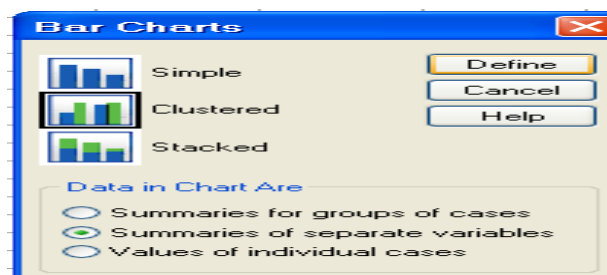 Bar Charts
Simple
Clustered
Stacked
Define
Cancel
Help
Data in Chart Are
Summaries for groups of cases
Summaries of separate variables
Values of individual cases